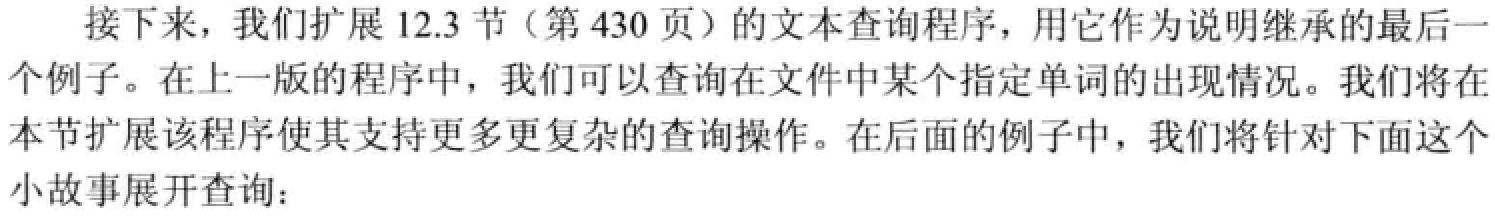 接下来，我们扩展 12.3 节（第 430 页）的文本查询程序，用它作为说明继承的最后一
个例子。在上一版的程序中，我们可以查询在文件中某个指定单词的出现情况。我们将在
本节扩展该程序使其支持更多更复杂的查询操作。在后面的例子中，我们将针对下面这个
小故事展开查询：